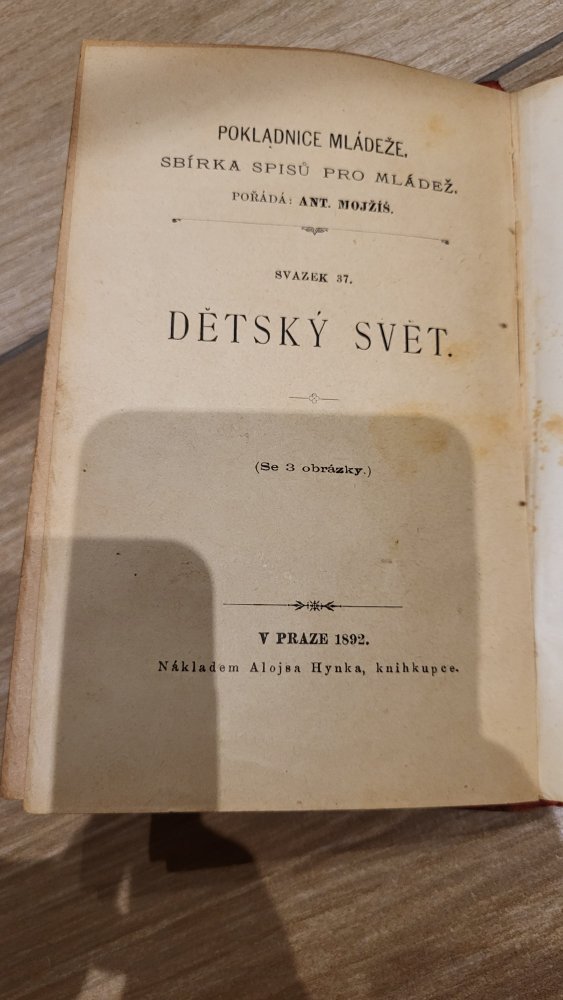 POKLADNICE MLÁDEŽE.
SBÍRKA SPISŮ PRO MLÁDEŽ.
POŘÁDÁ: ANT. MOJŽÍŠ.
SVAZEK 37.
DĚTSKÝ SVĚT.
(Se 3 obrázky.)
V PRAZE 1892.
Nákladem Alojsa Hynka, knihkupce.